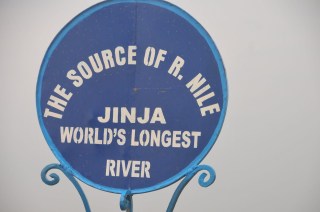 THE SOURCE OF R. NILE
JINJA
WORLD'S LONGEST
RIVER